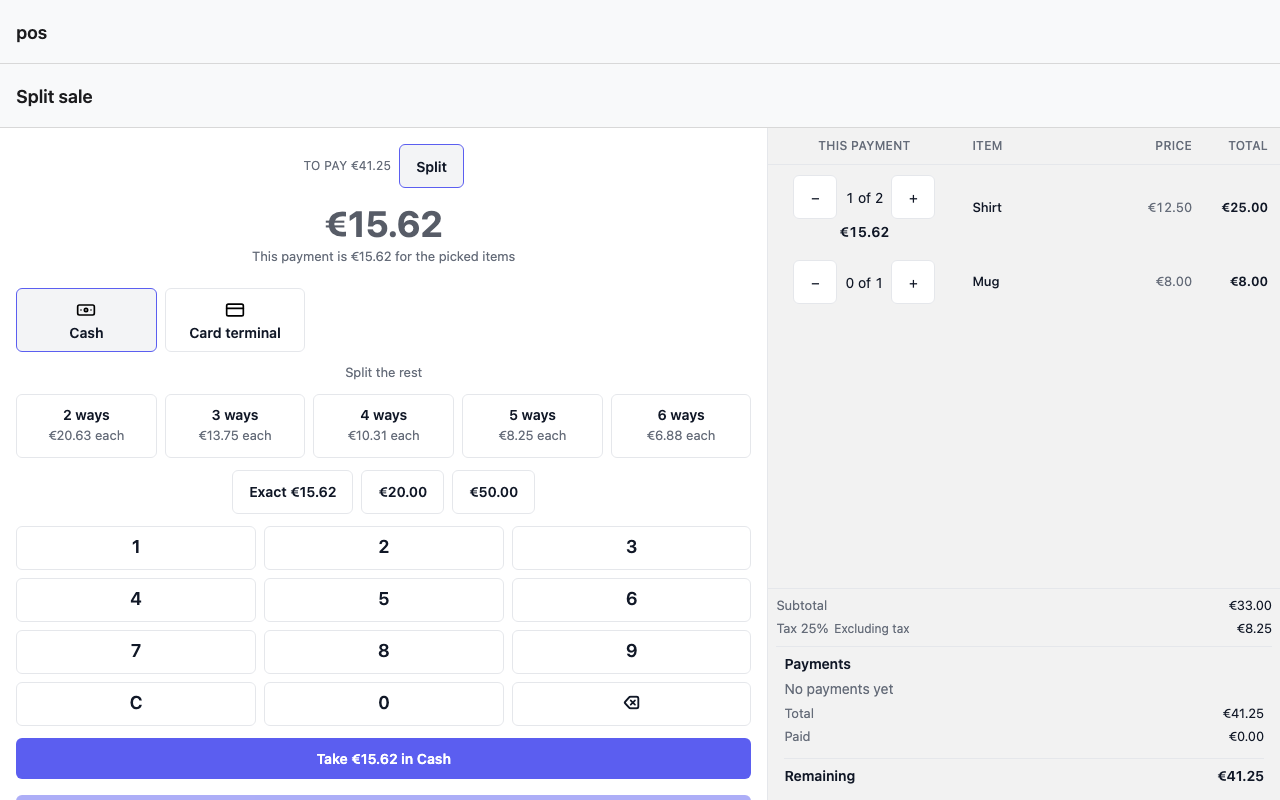 pos
Split sale
TO PAY €41.25
Split
€15.62
This payment is €15.62 for the picked items
Cash
Card terminal
Split the rest
2 ways
€20.63 each
3 ways
€13.75 each
4 ways
€10.31 each
5 ways
€8.25 each
6 ways
€6.88 each
Exact €15.62
€20.00
€50.00
1
2
3
4
5
6
7
8
9
C
0
Take €15.62 in Cash
THIS PAYMENT ITEM PRICE TOTAL
− 1 of 2 + Shirt €12.50 €25.00
€15.62
− 0 of 1 + Mug €8.00 €8.00
Subtotal €33.00
Tax 25% Excluding tax €8.25
Payments
No payments yet
Total €41.25
Paid €0.00
Remaining €41.25